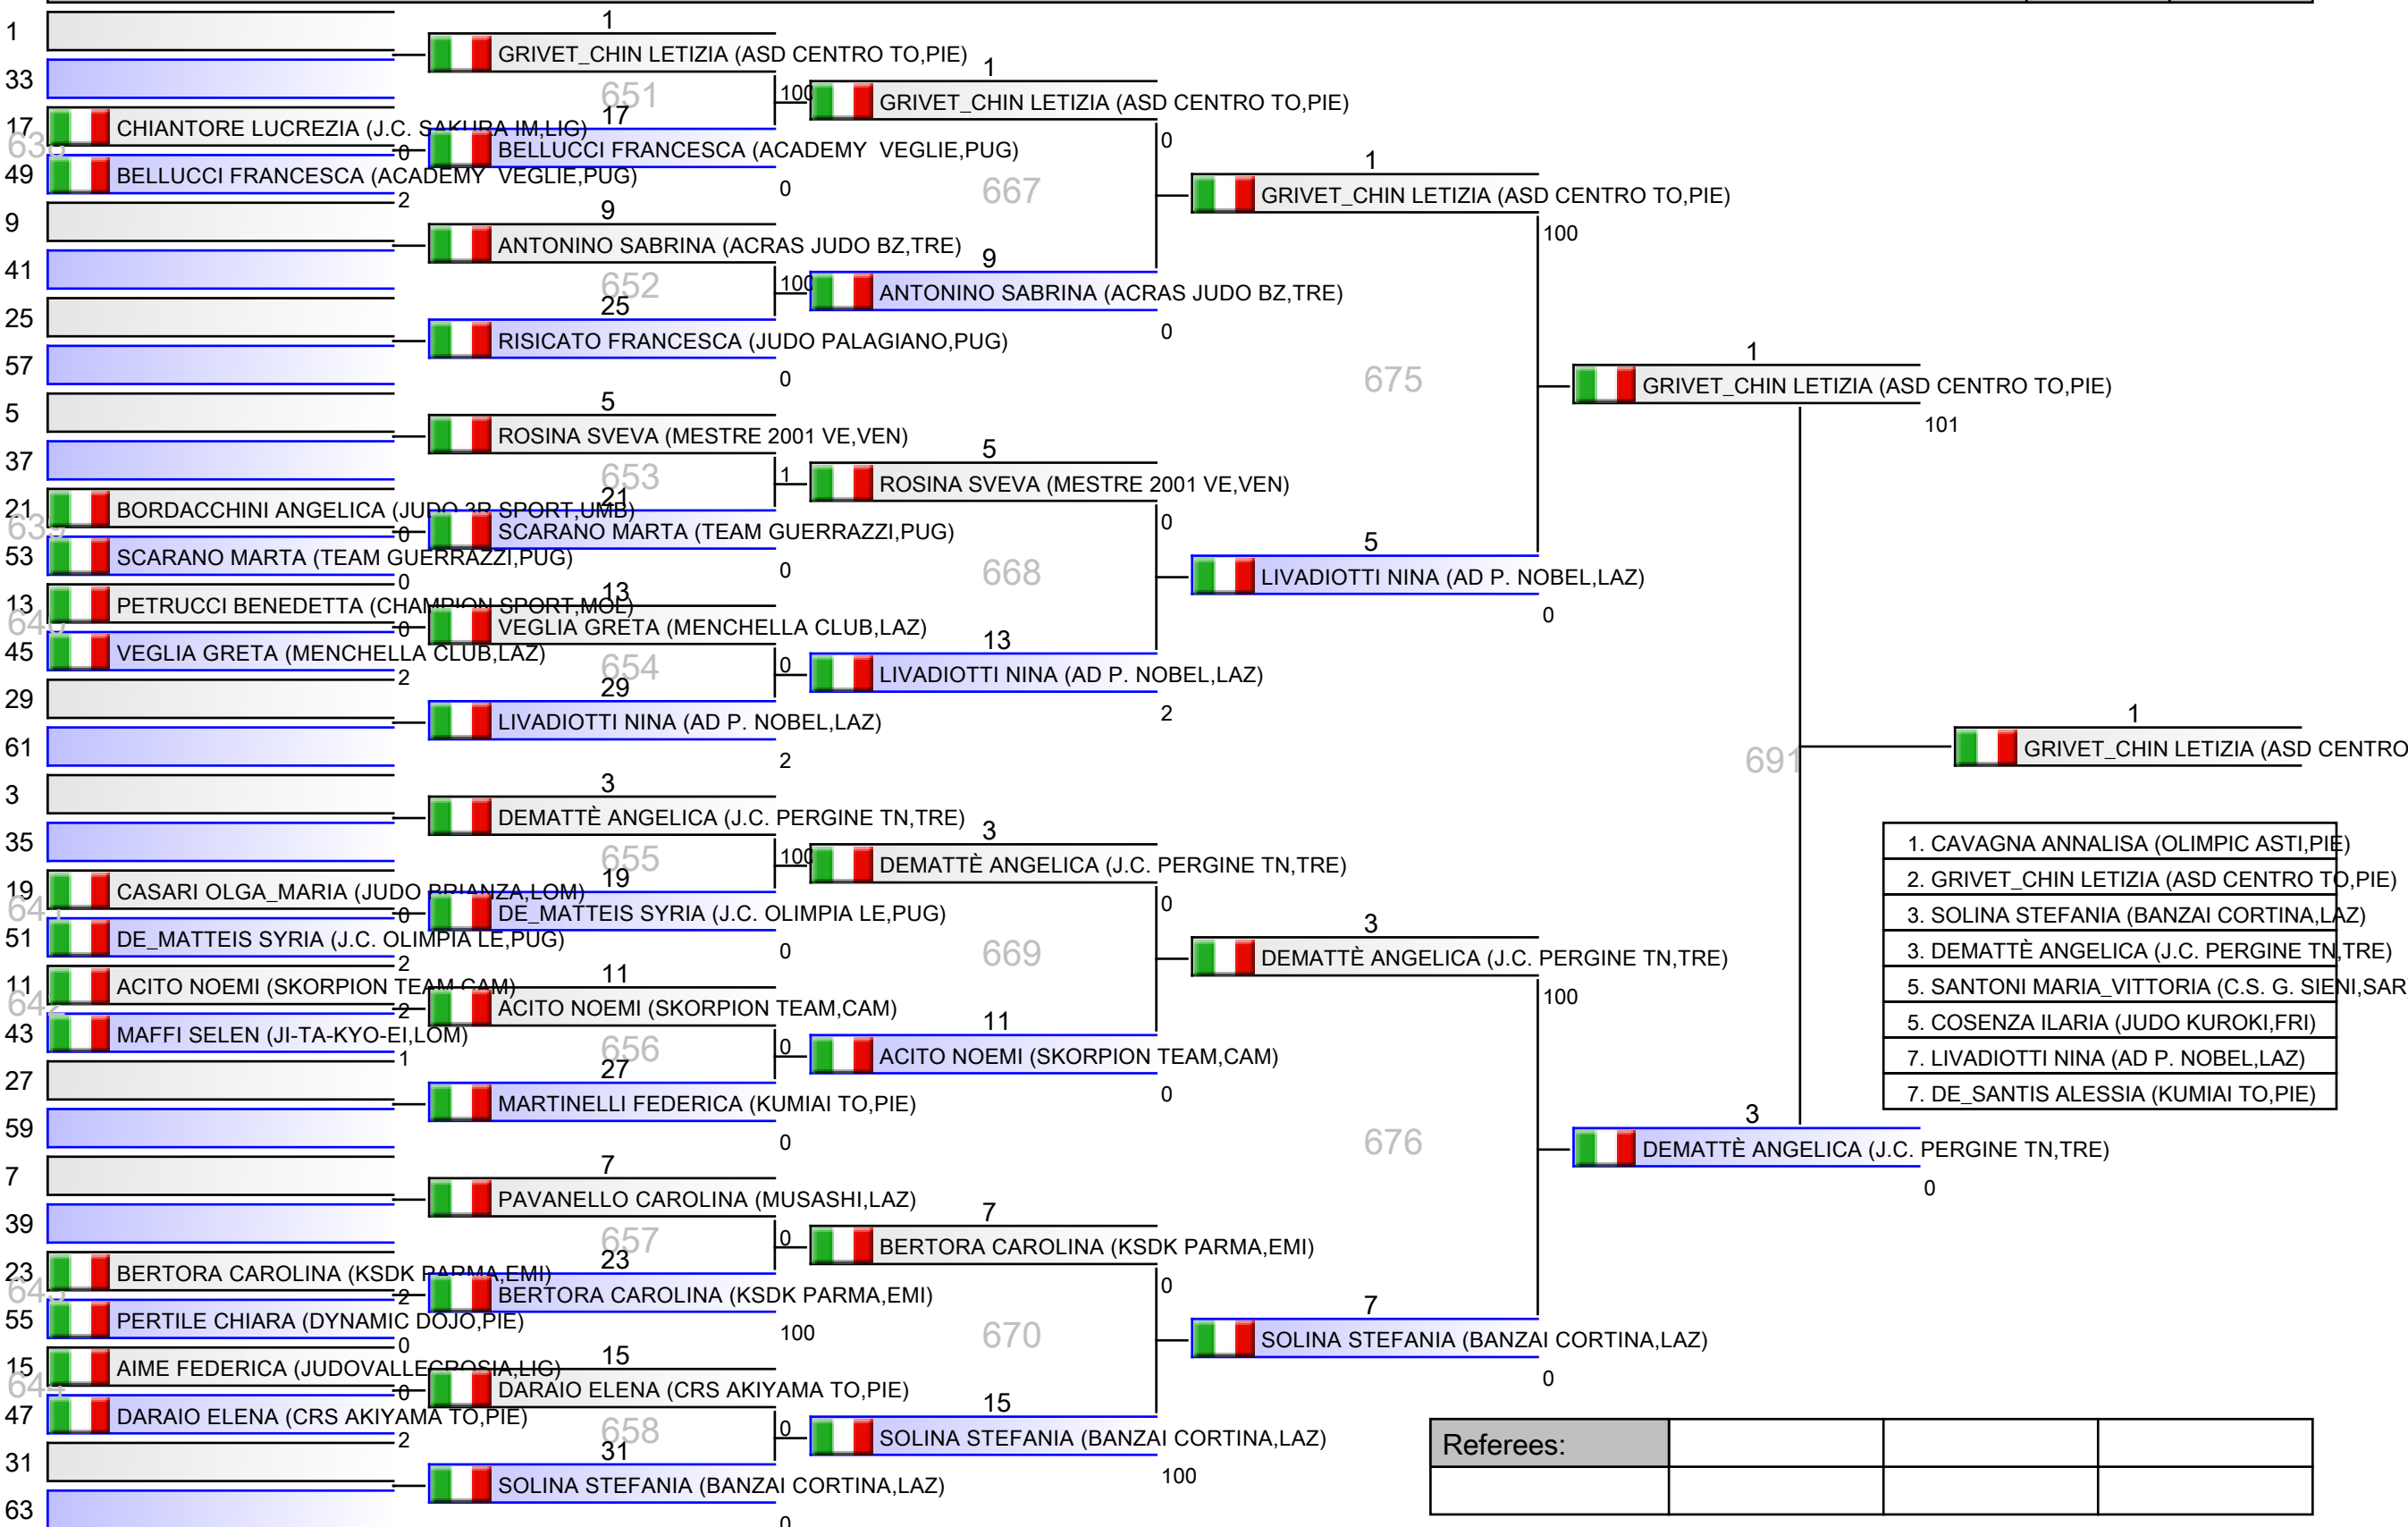 1
33
17
638
49
9
41
25
57
5
37
21
639
53
13
640
45
29
61
3
35
19
641
51
11
642
43
27
59
7
39
23
643
55
15
644
47
31
63
CHIANTORE LUCREZIA (J.C. SAKURA IM,LIG)
0
BELLUCCI FRANCESCA (ACADEMY VEGLIE,PUG)
2
BORDACCHINI ANGELICA (JUDO 3R SPORT,UMB)
0
SCARANO MARTA (TEAM GUERRAZZI,PUG)
0
PETRUCCI BENEDETTA (CHAMPION SPORT,MOL)
0
VEGLIA GRETA (MENCHELLA CLUB,LAZ)
2
CASARI OLGA_MARIA (JUDO BRIANZA,LOM)
0
DE_MATTEIS SYRIA (J.C. OLIMPIA LE,PUG)
2
ACITO NOEMI (SKORPION TEAM,CAM)
2
MAFFI SELEN (JI-TA-KYO-EI,LOM)
1
BERTORA CAROLINA (KSDK PARMA,EMI)
2
PERTILE CHIARA (DYNAMIC DOJO,PIE)
0
AIME FEDERICA (JUDOVALLECROSIA,LIG)
0
DARAIO ELENA (CRS AKIYAMA TO,PIE)
2
1
GRIVET_CHIN LETIZIA (ASD CENTRO TO,PIE)
651
100
17
BELLUCCI FRANCESCA (ACADEMY VEGLIE,PUG)
0
9
ANTONINO SABRINA (ACRAS JUDO BZ,TRE)
652
100
25
RISICATO FRANCESCA (JUDO PALAGIANO,PUG)
0
5
ROSINA SVEVA (MESTRE 2001 VE,VEN)
653
1
21
SCARANO MARTA (TEAM GUERRAZZI,PUG)
0
13
VEGLIA GRETA (MENCHELLA CLUB,LAZ)
654
0
29
LIVADIOTTI NINA (AD P. NOBEL,LAZ)
2
3
DEMATTÈ ANGELICA (J.C. PERGINE TN,TRE)
655
100
19
DE_MATTEIS SYRIA (J.C. OLIMPIA LE,PUG)
0
11
ACITO NOEMI (SKORPION TEAM,CAM)
656
0
27
MARTINELLI FEDERICA (KUMIAI TO,PIE)
0
7
PAVANELLO CAROLINA (MUSASHI,LAZ)
657
0
23
BERTORA CAROLINA (KSDK PARMA,EMI)
100
15
DARAIO ELENA (CRS AKIYAMA TO,PIE)
658
0
31
SOLINA STEFANIA (BANZAI CORTINA,LAZ)
0
1
GRIVET_CHIN LETIZIA (ASD CENTRO TO,PIE)
0
667
9
ANTONINO SABRINA (ACRAS JUDO BZ,TRE)
0
5
ROSINA SVEVA (MESTRE 2001 VE,VEN)
0
668
13
LIVADIOTTI NINA (AD P. NOBEL,LAZ)
2
3
DEMATTÈ ANGELICA (J.C. PERGINE TN,TRE)
0
669
11
ACITO NOEMI (SKORPION TEAM,CAM)
0
7
BERTORA CAROLINA (KSDK PARMA,EMI)
0
670
15
SOLINA STEFANIA (BANZAI CORTINA,LAZ)
100
1
GRIVET_CHIN LETIZIA (ASD CENTRO TO,PIE)
100
675
5
LIVADIOTTI NINA (AD P. NOBEL,LAZ)
0
3
DEMATTÈ ANGELICA (J.C. PERGINE TN,TRE)
100
676
7
SOLINA STEFANIA (BANZAI CORTINA,LAZ)
0
1
GRIVET_CHIN LETIZIA (ASD CENTRO TO,PIE)
101
691
3
DEMATTÈ ANGELICA (J.C. PERGINE TN,TRE)
0
1
GRIVET_CHIN LETIZIA (ASD CENTRO
1. CAVAGNA ANNALISA (OLIMPIC ASTI,PIE)
2. GRIVET_CHIN LETIZIA (ASD CENTRO TO,PIE)
3. SOLINA STEFANIA (BANZAI CORTINA,LAZ)
3. DEMATTÈ ANGELICA (J.C. PERGINE TN,TRE)
5. SANTONI MARIA_VITTORIA (C.S. G. SIENI,SAR
5. COSENZA ILARIA (JUDO KUROKI,FRI)
7. LIVADIOTTI NINA (AD P. NOBEL,LAZ)
7. DE_SANTIS ALESSIA (KUMIAI TO,PIE)
Referees: